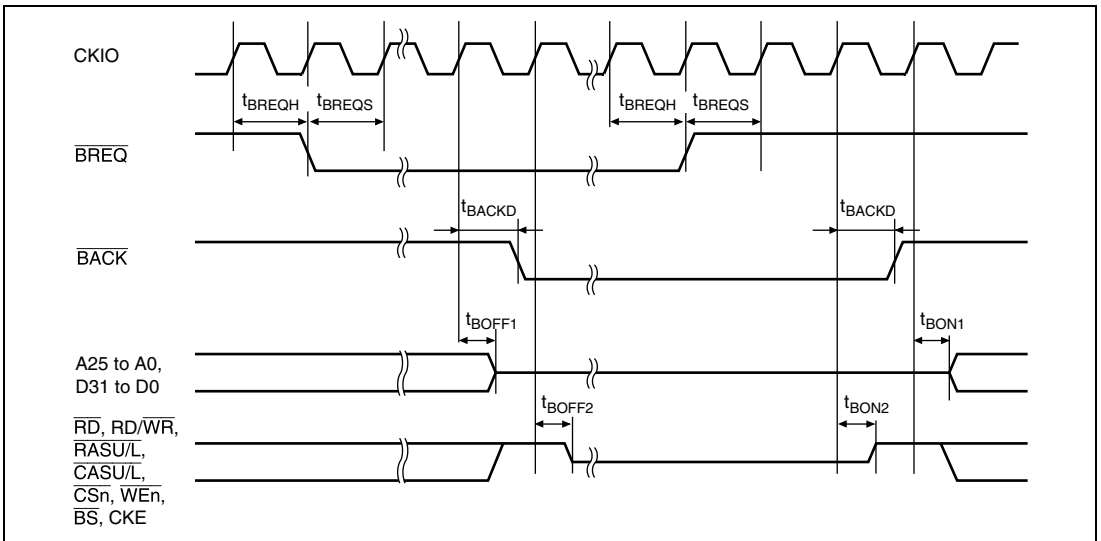 CKIO
tBREQH tBREQS tBREQH tBREQS
BREQ
tBACKD tBACKD
BACK
tBOFF1 tBON1
A25 to A0,
D31 to D0
tBOFF2 tBON2
RD, RD/WR,
RASU/L,
CASU/L,
CSn, WEn,
BS, CKE